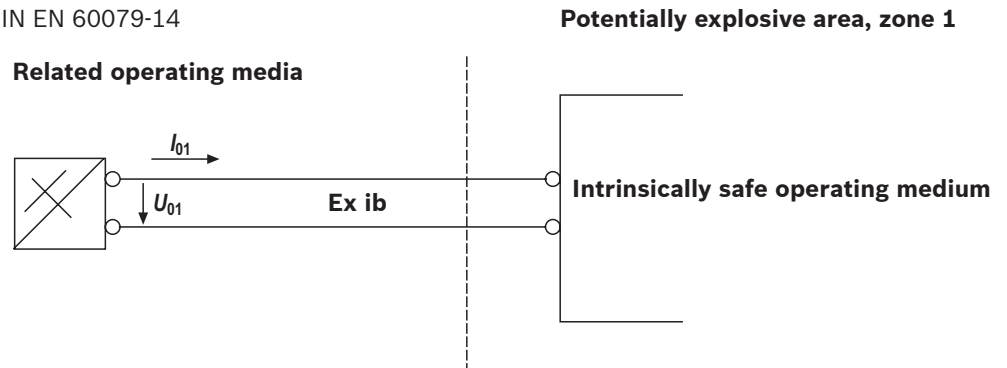 IN EN 60079-14
Potentially explosive area, zone 1
Related operating media
I01
U01
Ex ib
Intrinsically safe operating medium